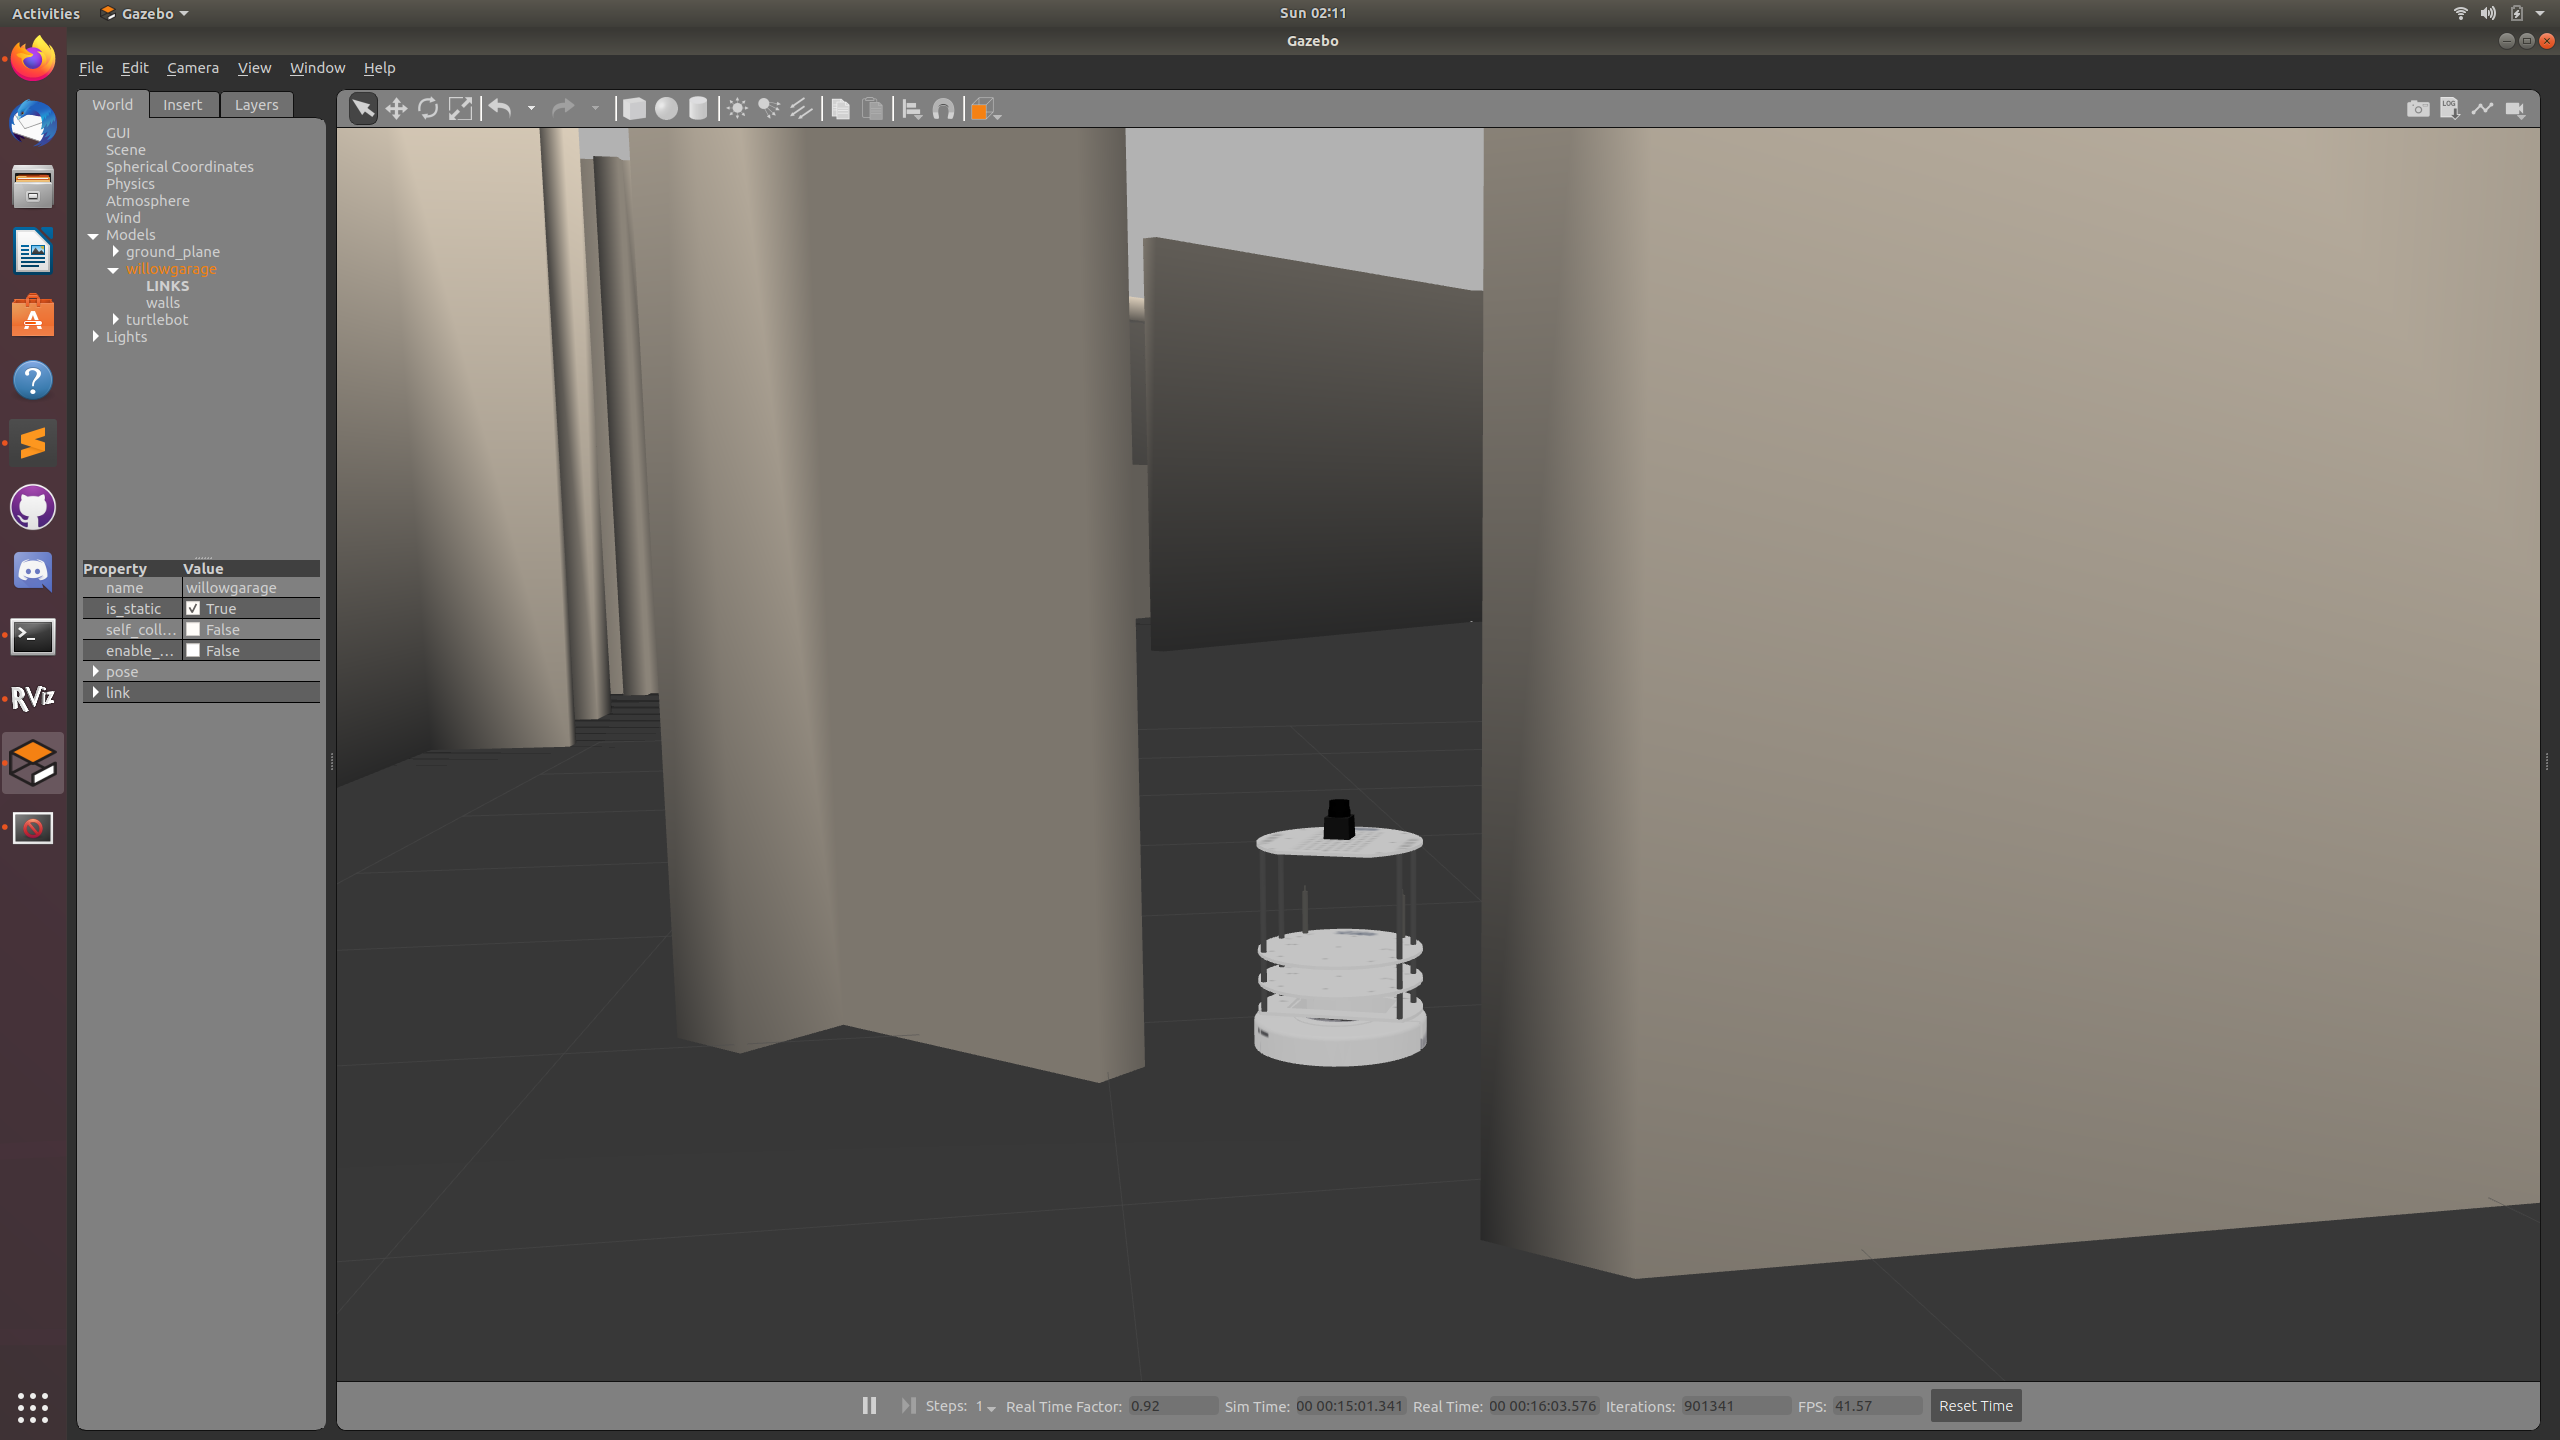 Activities Gazebo Sun 02:11
Gazebo
File Edit Camera View Window Help
World Insert Layers
GUI
Scene
Spherical Coordinates
Physics
Atmosphere
Wind
Models
ground_plane
willowgarage
LINKS
walls
turtlebot
Lights
Property Value
name willowgarage
is_static True
self_coll... False
enable_... False
pose
link
LOG
RViz
Steps: 1 Real Time Factor: 0.92 Sim Time: 00 00:15:01.341 Real Time: 00 00:16:03.576 Iterations: 901341 FPS: 41.57 Reset Time